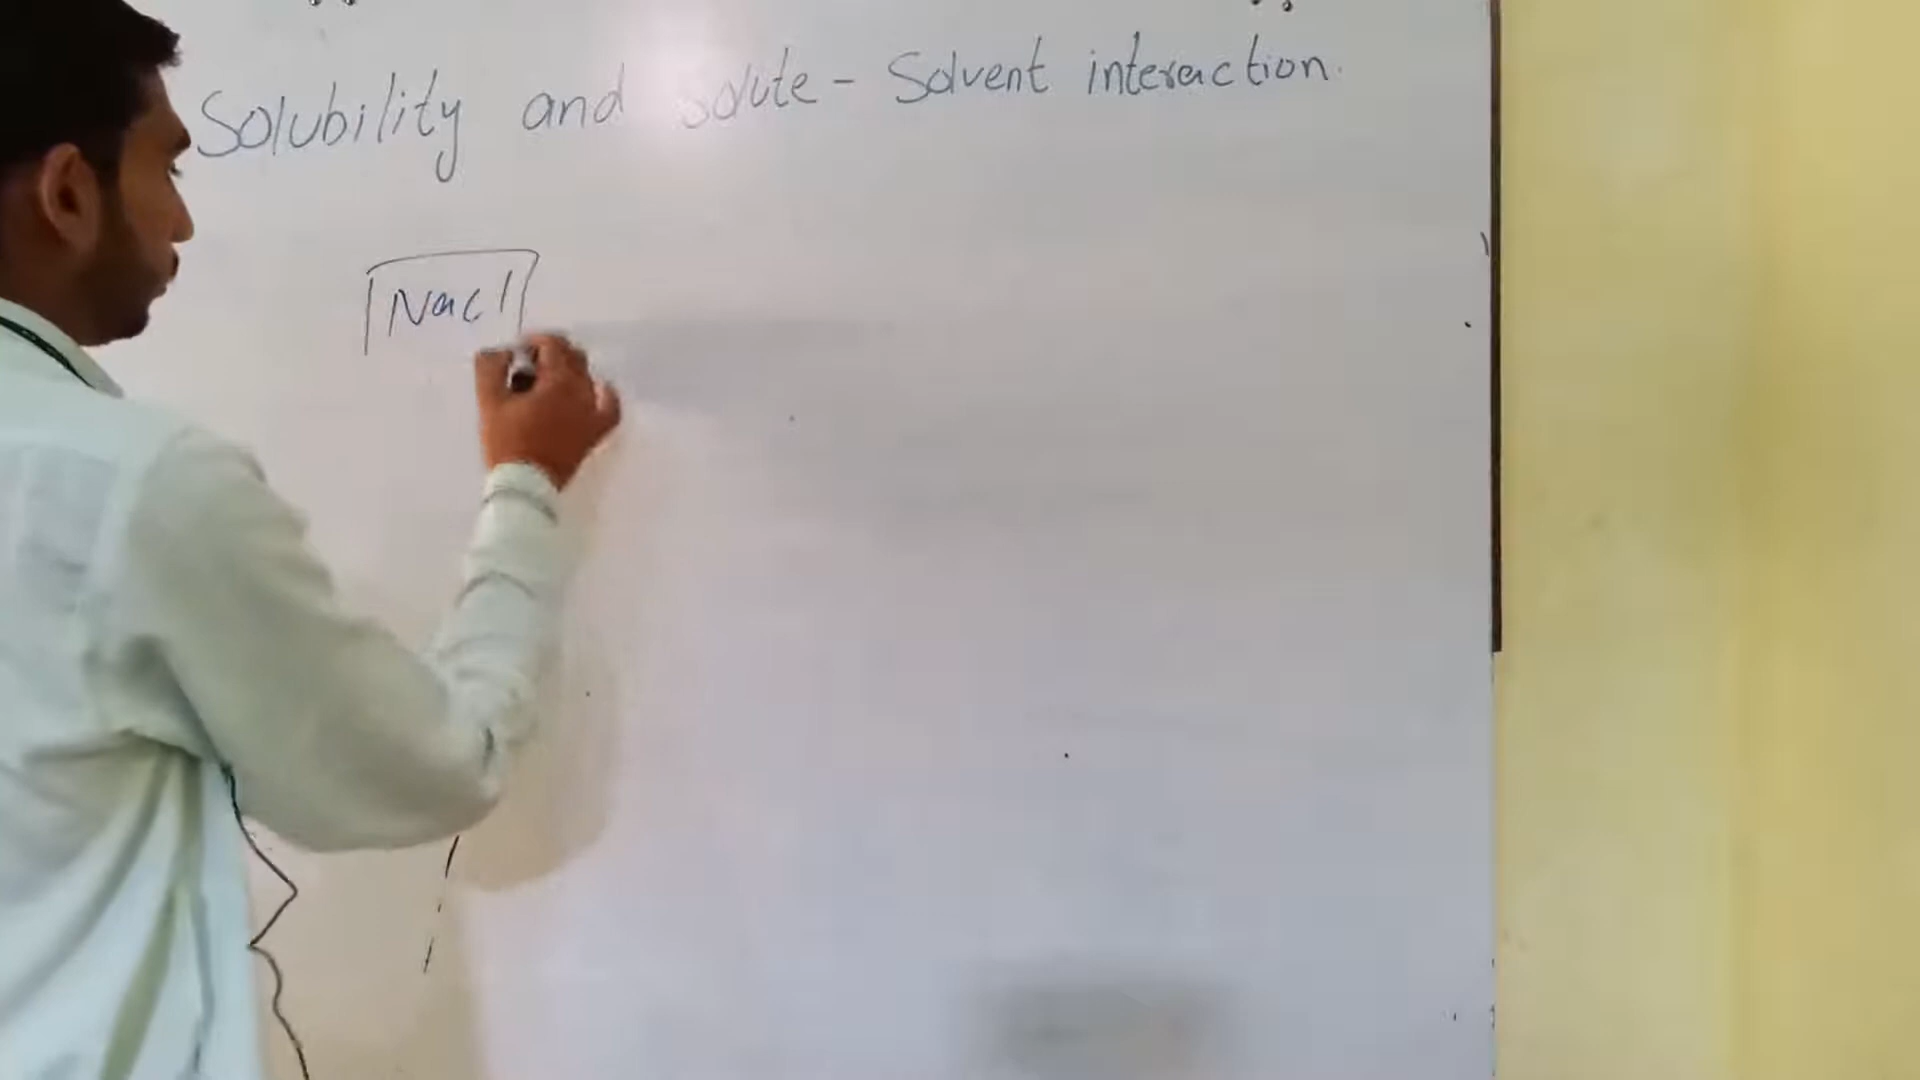 Solubility and Solute - Solvent interaction.
Nacl